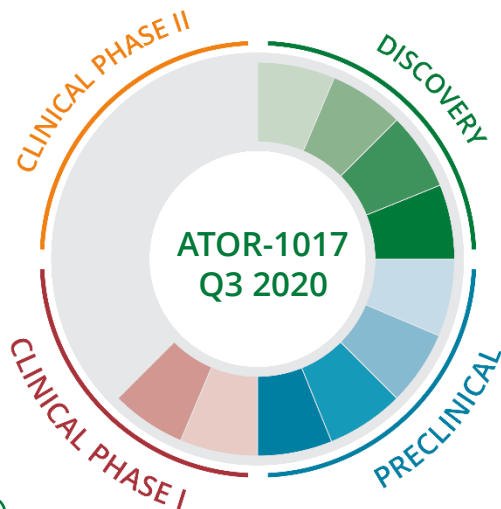 CLINICAL PHASE II
DISCOVERY
ATOR-1017
Q3 2020
CLINICAL PHASE I
PRECLINICAL